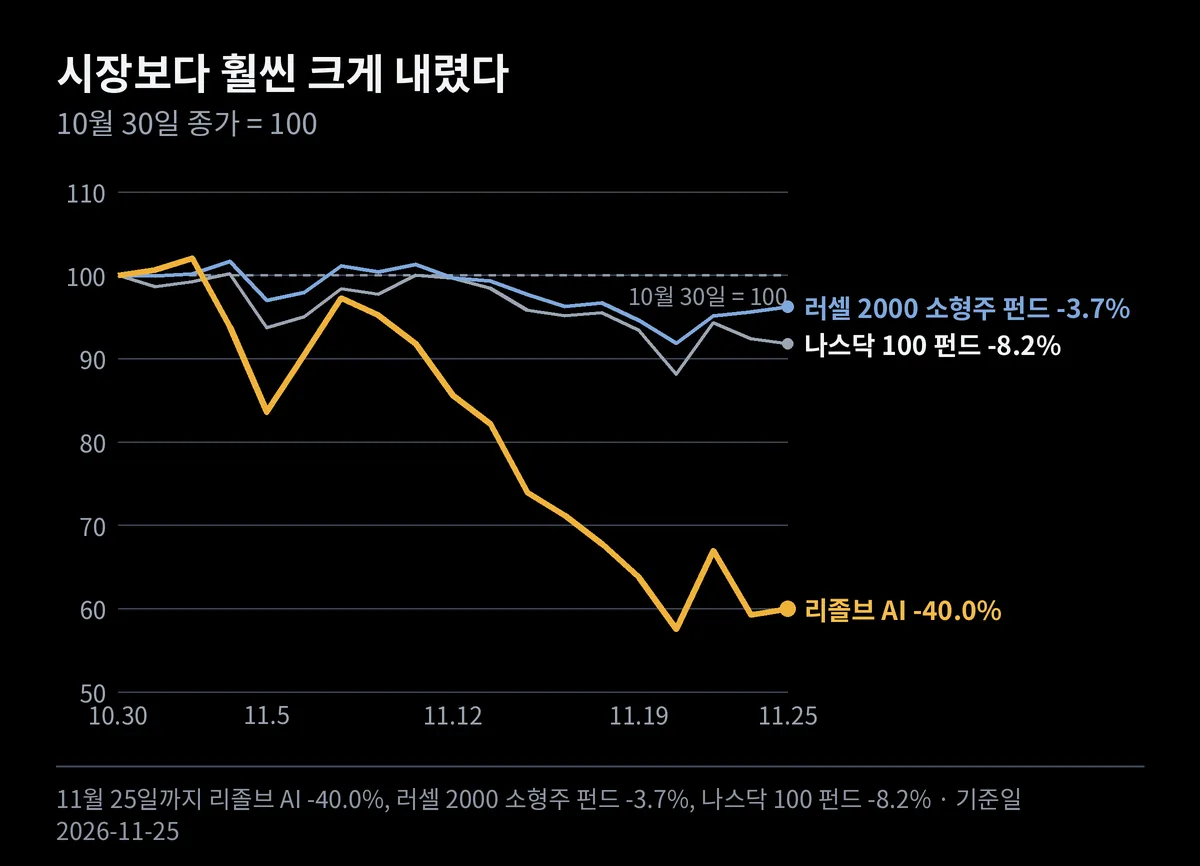 시장보다 훨씬 크게 내렸다
10월 30일 종가 = 100
110
100
10월 30일 = 100
러셀 2000 소형주 펀드 -3.7%
나스닥 100 펀드 -8.2%
90
80
70
60
리졸브 AI -40.0%
50
10.30
11.5
11.12
11.19
11.25
11월 25일까지 리졸브 AI -40.0%, 러셀 2000 소형주 펀드 -3.7%, 나스닥 100 펀드 -8.2% · 기준일
2026-11-25